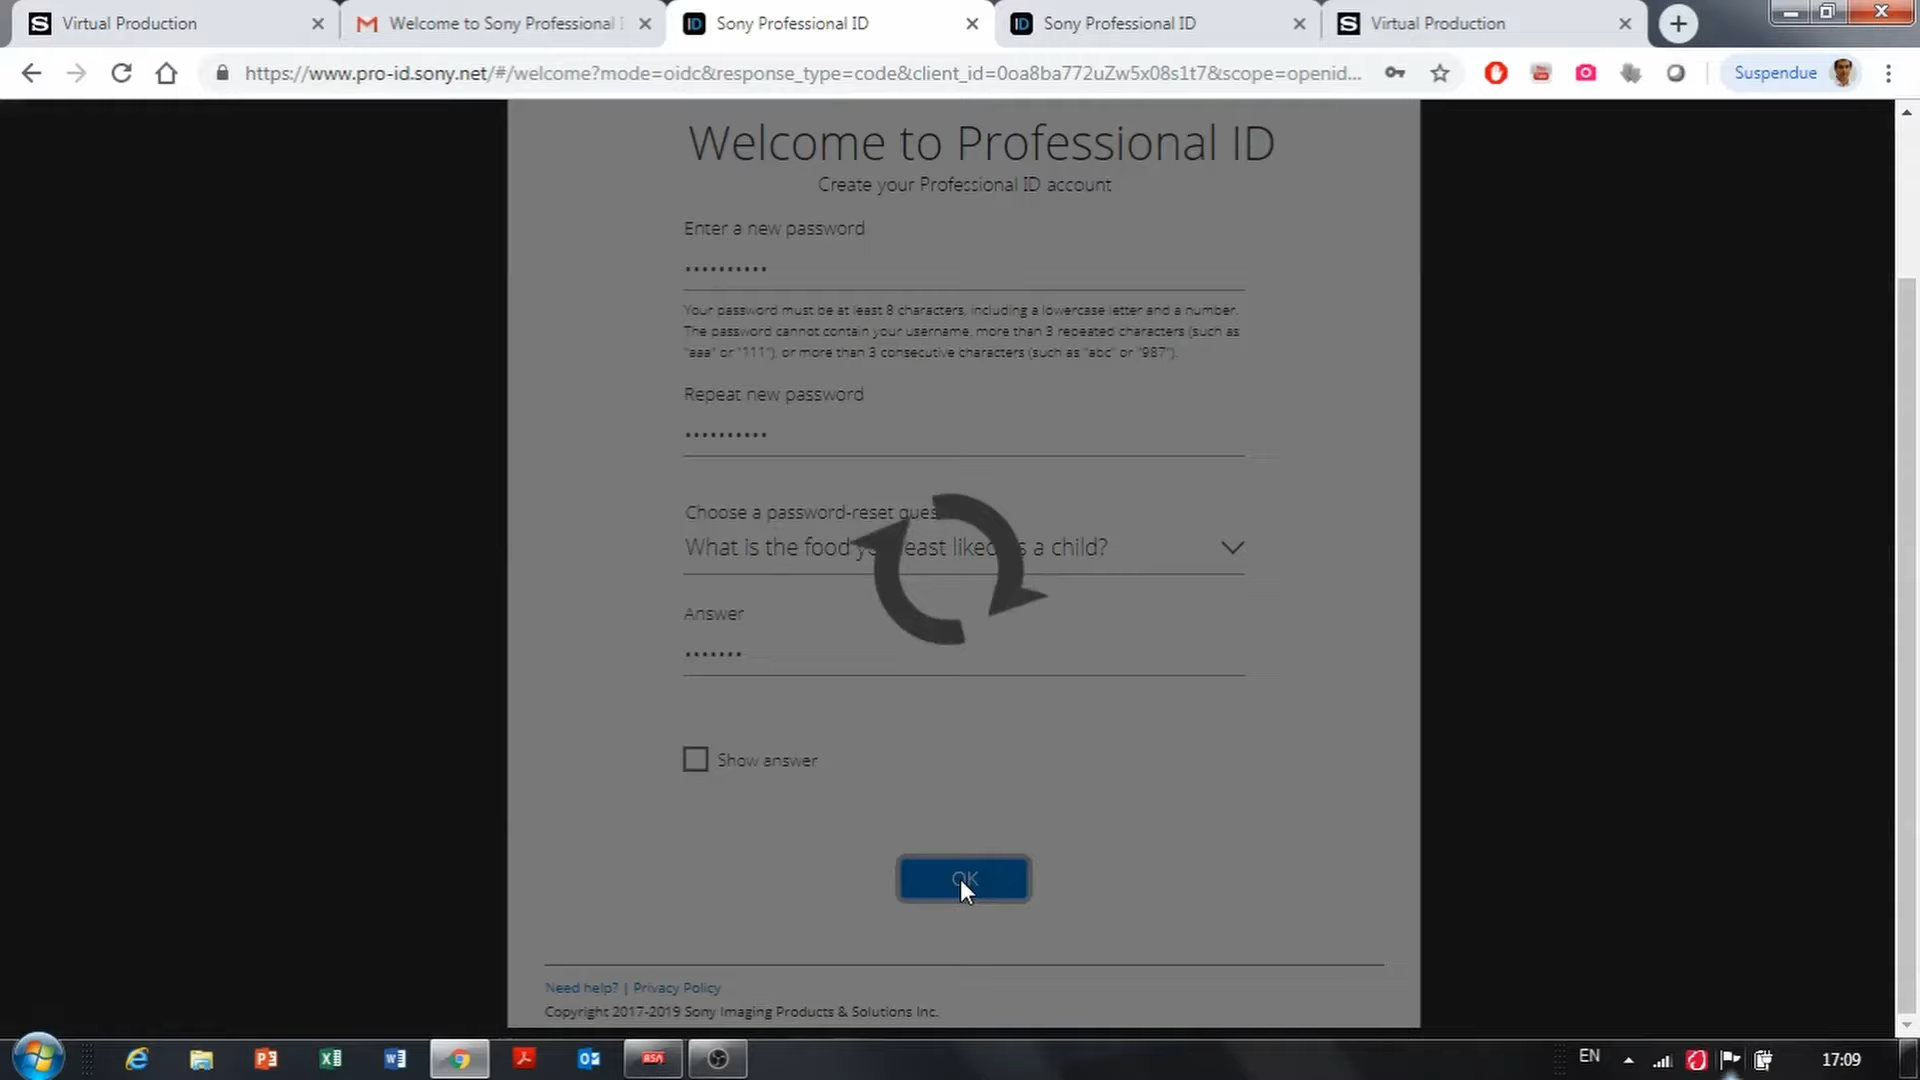 Virtual Production
Welcome to Sony Professional
Sony Professional ID
Sony Professional ID
Virtual Production
https://www.pro-id.sony.net/#/welcome?mode=oidc&response_type=code&client_id=0oa8ba772uZw5x08s1t7&scope=openid...
Suspendue
Welcome to Professional ID
Create your Professional ID account
Enter a new password
Your password must be at least 8 characters, including a lowercase letter and a number.
The password cannot contain your username, more than 3 repeated characters (such as
"aaa" or "111"), or more than 3 consecutive characters (such as "abc" or "987").
Repeat new password
Choose a password-reset ques
What is the food y least liked as a child?
Answer
Show answer
OK
Need help? | Privacy Policy
Copyright 2017-2019 Sony Imaging Products & Solutions Inc.
EN
17:09